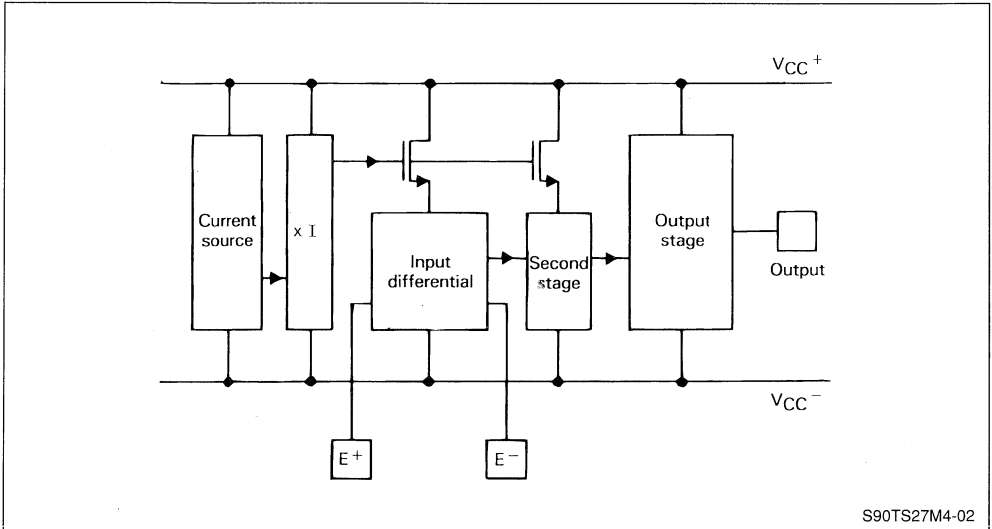 VCC+
Current
source
x I
Input
differential
Second
stage
Output
stage
Output
VCC−
E+
E−
S90TS27M4-02